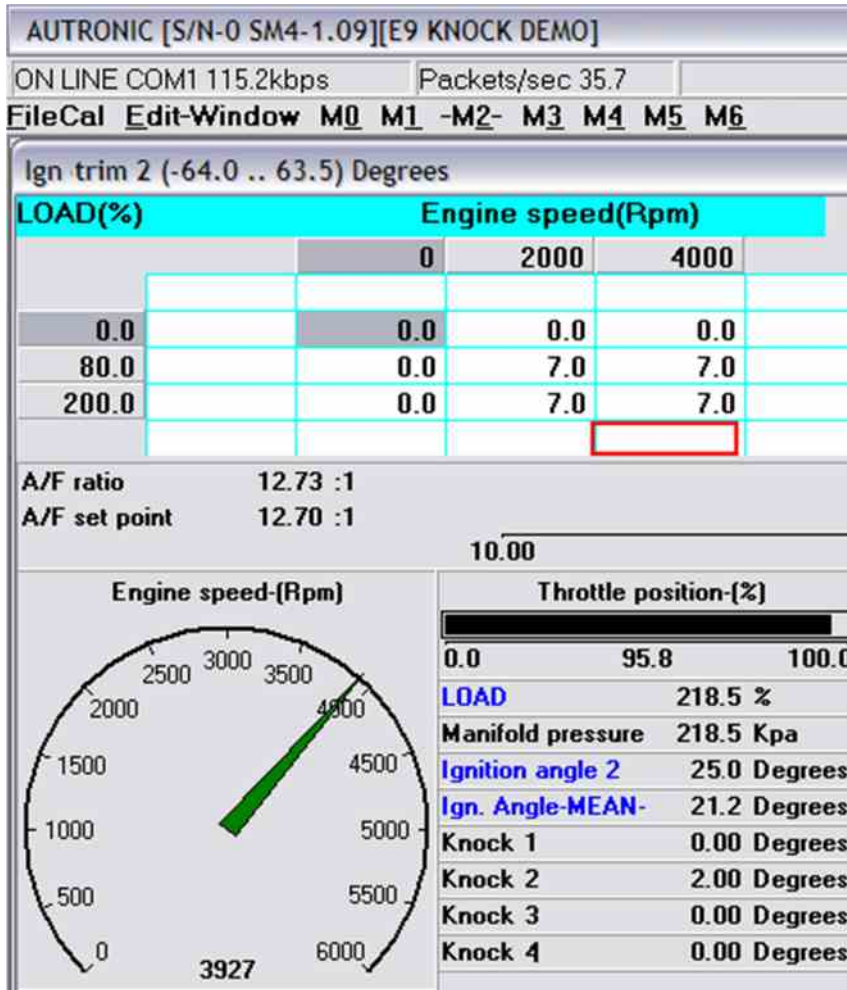 AUTRONIC [S/N-0 SM4-1.09][E9 KNOCK DEMO]
ON LINE COM1 115.2kbps Packets/sec 35.7
FileCal Edit-Window M0 M1 -M2- M3 M4 M5 M6
Ign trim 2 (-64.0 .. 63.5) Degrees
LOAD(%) Engine speed(Rpm)
0 2000 4000
0.0 0.0 0.0 0.0
80.0 0.0 7.0 7.0
200.0 0.0 7.0 7.0
A/F ratio 12.73 :1
A/F set point 12.70 :1
10.00
Engine speed-(Rpm)
0 500 1000 1500 2000 2500 3000 3500 4000 4500 5000 5500 6000
3927
Throttle position-(%)
0.0 95.8 100.0
LOAD 218.5 %
Manifold pressure 218.5 Kpa
Ignition angle 2 25.0 Degrees
Ign. Angle-MEAN- 21.2 Degrees
Knock 1 0.00 Degrees
Knock 2 2.00 Degrees
Knock 3 0.00 Degrees
Knock 4 0.00 Degrees